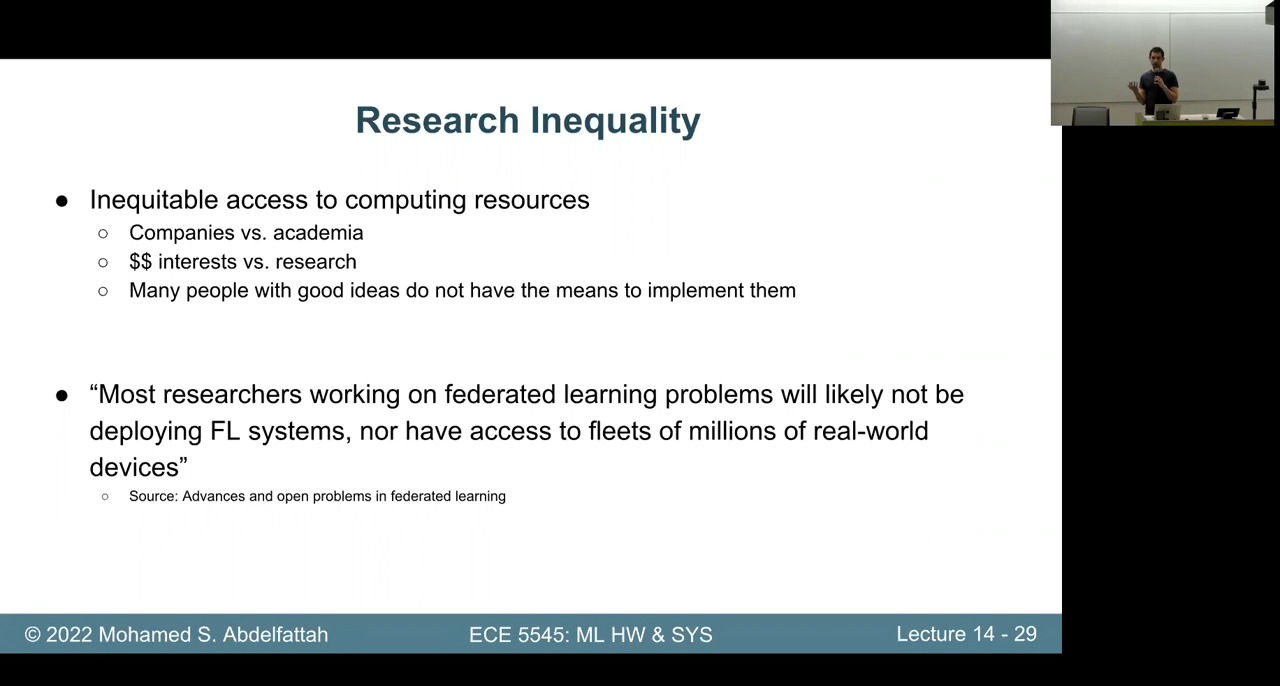 Research Inequality
● Inequitable access to computing resources
○ Companies vs. academia
○ $$ interests vs. research
○ Many people with good ideas do not have the means to implement them
● “Most researchers working on federated learning problems will likely not be
deploying FL systems, nor have access to fleets of millions of real-world
devices”
○ Source: Advances and open problems in federated learning
© 2022 Mohamed S. Abdelfattah ECE 5545: ML HW & SYS Lecture 14 - 29